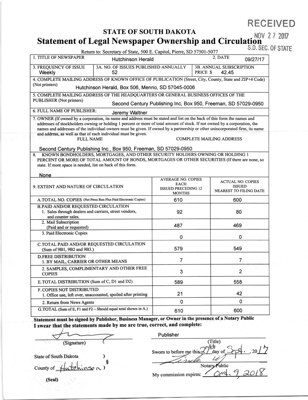 RECEIVED
NOV 27 2017
S.D. SEC. OF STATE
STATE OF SOUTH DAKOTA
Statement of Legal Newspaper Ownership and Circulation
Return to: Secretary of State, 500 E. Capitol, Pierre, SD 57501-5077
1. TITLE OF NEWSPAPER
Hutchinson Herald
2. DATE
09/27/17
3. FREQUENCY OF ISSUE
Weekly
3A. NO. OF ISSUES PUBLISHED ANNUALLY
52
3B. ANNUAL SUBSCRIPTION
PRICE $ 42.45
4. COMPLETE MAILING ADDRESS OF KNOWN OFFICE OF PUBLICATION (Street, City, County, State and ZIP+4 Code)
(Not printers)
Hutchinson Herald, Box 506, Menno, SD 57045-0006
5. COMPLETE MAILING ADDRESS OF THE HEADQUARTERS OR GENERAL BUSINESS OFFICES OF THE
PUBLISHER (Not printers)
Second Century Publishing Inc, Box 950, Freeman, SD 57029-0950
6. FULL NAME OF PUBLISHER:
Jeremy Waltner
7. OWNER (If owned by a corporation, its name and address must be stated and list on the back of this form the names and
addresses of stockholders owning or holding 1 percent or more of total amount of stock. If not owned by a corporation, the
names and addresses of the individual owners must be given. If owned by a partnership or other unincorporated firm, its name
and address, as well as that of each individual must be given.)
FULL NAME
COMPLETE MAILING ADDRESS
Second Century Publishing Inc, Box 950, Freeman, SD 57029-0950
8. KNOWN BONDHOLDERS, MORTGAGES, AND OTHER SECURITY HOLDERS OWNING OR HOLDING 1
PERCENT OR MORE OF TOTAL AMOUNT OF BONDS, MORTGAGES OR OTHER SECURITIES (If there are none, so
state. If more space is needed, list on back of this form.
None
9. EXTENT AND NATURE OF CIRCULATION
AVERAGE NO. COPIES
EACH
ISSUED PRECEDING 12
MONTHS
ACTUAL NO. COPIES
ISSUED
NEAREST TO FILING DATE
A. TOTAL NO. COPIES (Net Press Run Plus Paid Electronic Copies)
610
600
B. PAID AND/OR REQUESTED CIRCULATION
1. Sales through dealers and carriers, street vendors,
and counter sales.
92
80
2. Mail Subscription
(Paid and/or requested)
487
469
3. Paid Electronic Copies
0
0
C. TOTAL PAID AND/OR REQUESTED CIRCULATION
(Sum of 9B1, 9B2 and 9B3.)
579
549
D. FREE DISTRIBUTION
1. BY MAIL, CARRIER OR OTHER MEANS
7
7
2. SAMPLES, COMPLIMENTARY AND OTHER FREE
COPIES
3
2
E. TOTAL DISTRIBUTION (Sum of C, D1 and D2)
589
558
F. COPIES NOT DISTRIBUTED
1. Office use, left over, unaccounted, spoiled after printing
21
42
2. Return from News Agents
0
0
G. TOTAL (Sum of E, F1 and F2 – Should equal total shown in A.)
610
600
Statement must be signed by Publisher, Business Manager, or Owner in the presence of a Notary Public
I swear that the statements made by me are true, correct, and complete:
Publisher
(Signature)
(Title)
State of South Dakota )
Sworn to before me this 27 day of Sept. 2017
County of Hutchinson )
Notary Public
(Seal)
My commission expires: Oct. 9, 2018